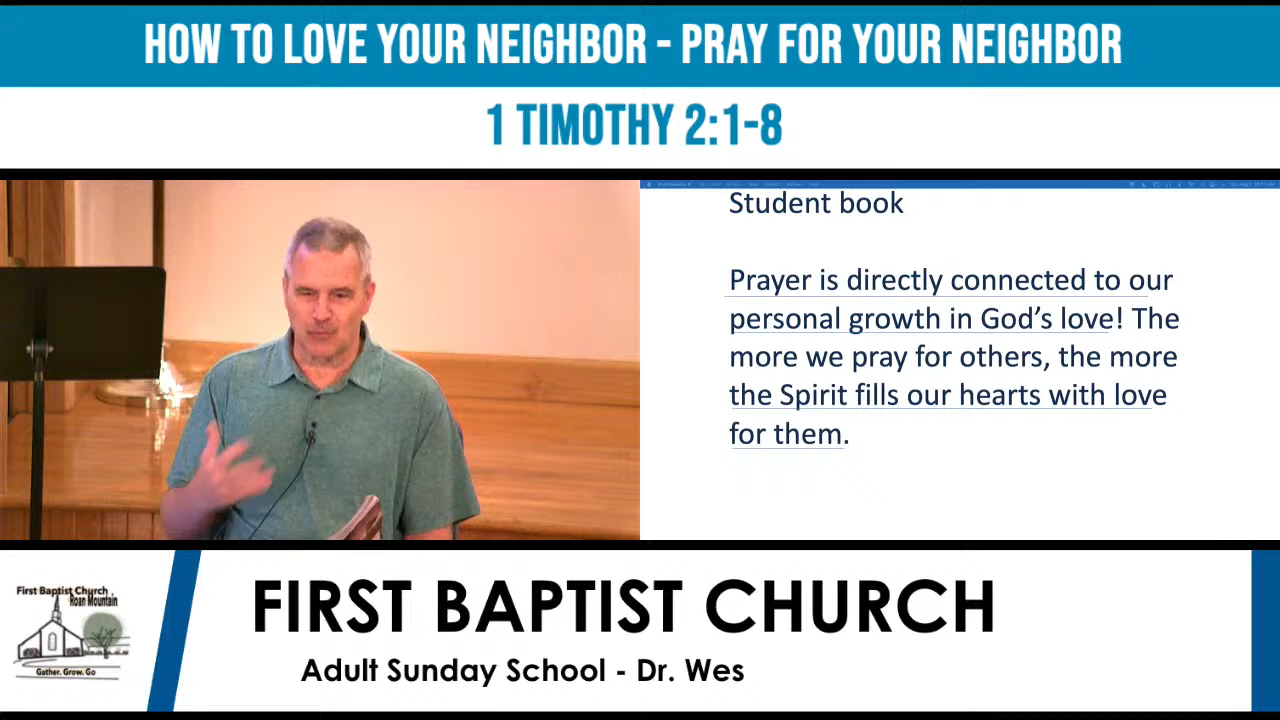 HOW TO LOVE YOUR NEIGHBOR - PRAY FOR YOUR NEIGHBOR
1 TIMOTHY 2:1-8
Student book
Prayer is directly connected to our
personal growth in God's love! The
more we pray for others, the more
the Spirit fills our hearts with love
for them.
First Baptist Church
Roan Mountain
Gather. Grow. Go
FIRST BAPTIST CHURCH
Adult Sunday School - Dr. Wes